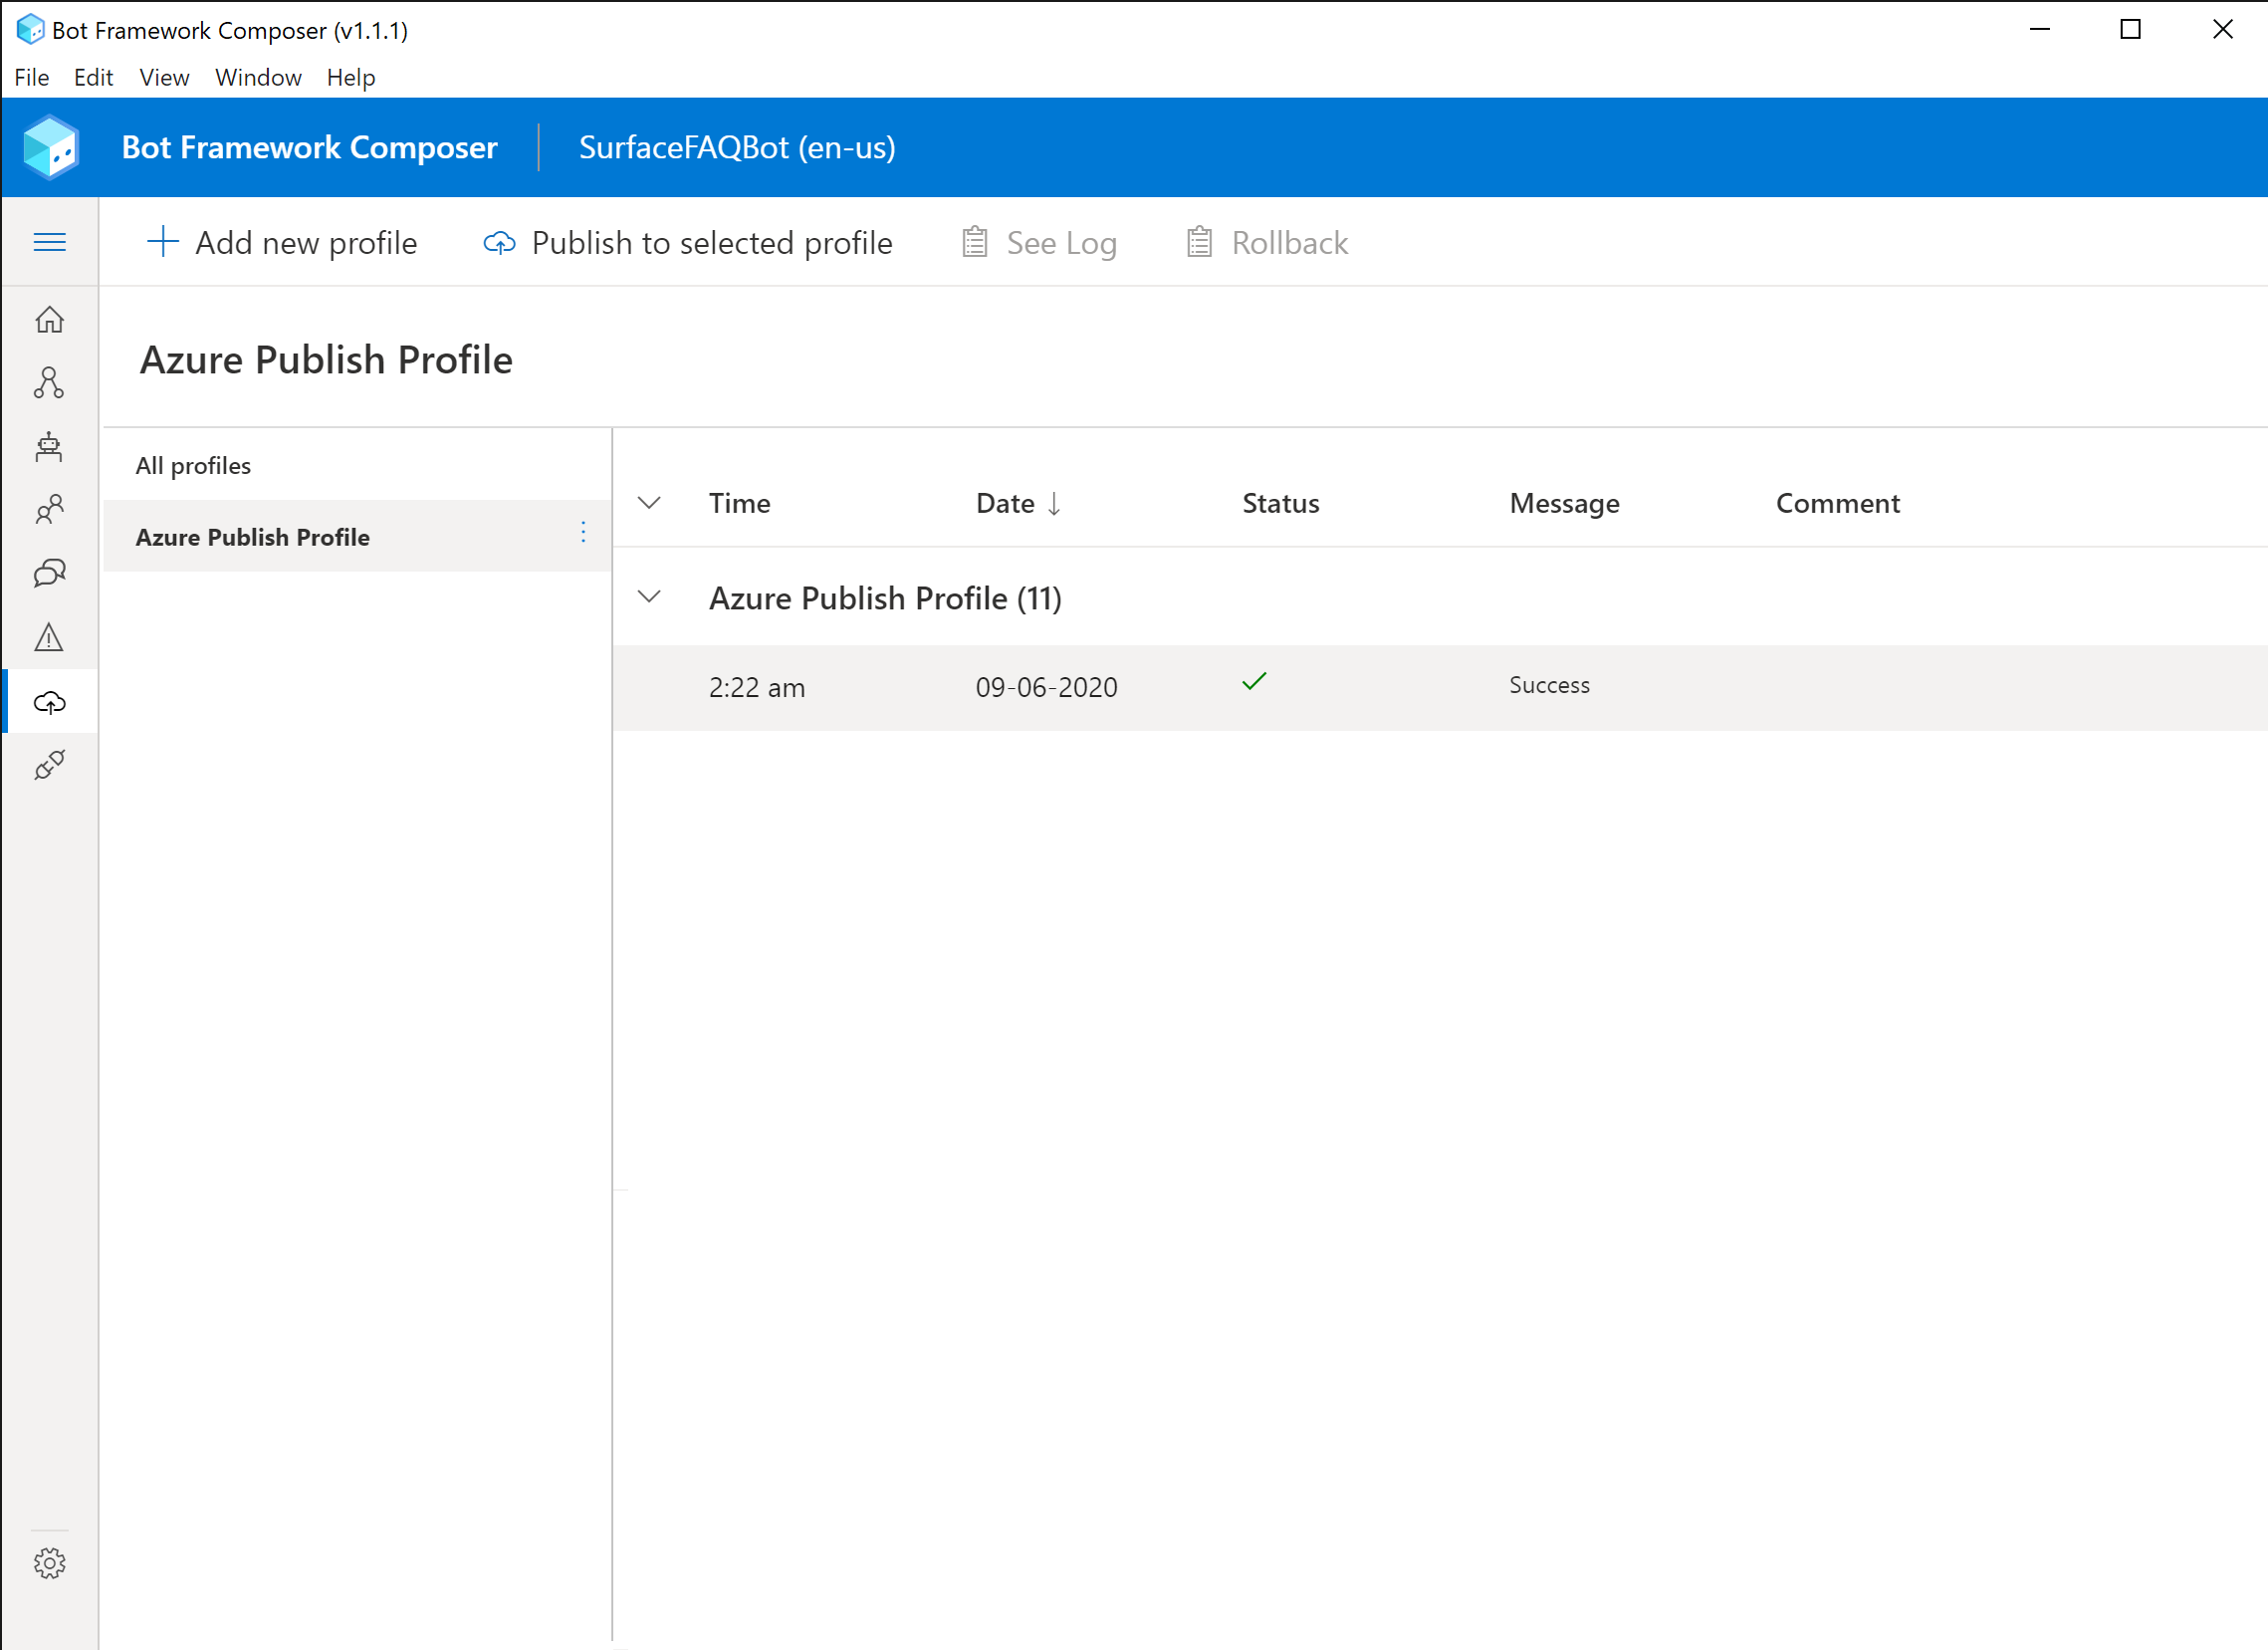 Bot Framework Composer (v1.1.1)
File Edit View Window Help
Bot Framework Composer SurfaceFAQBot (en-us)
Add new profile Publish to selected profile See Log Rollback
Azure Publish Profile
All profiles
Azure Publish Profile
Time Date ↓ Status Message Comment
Azure Publish Profile (11)
2:22 am 09-06-2020 Success